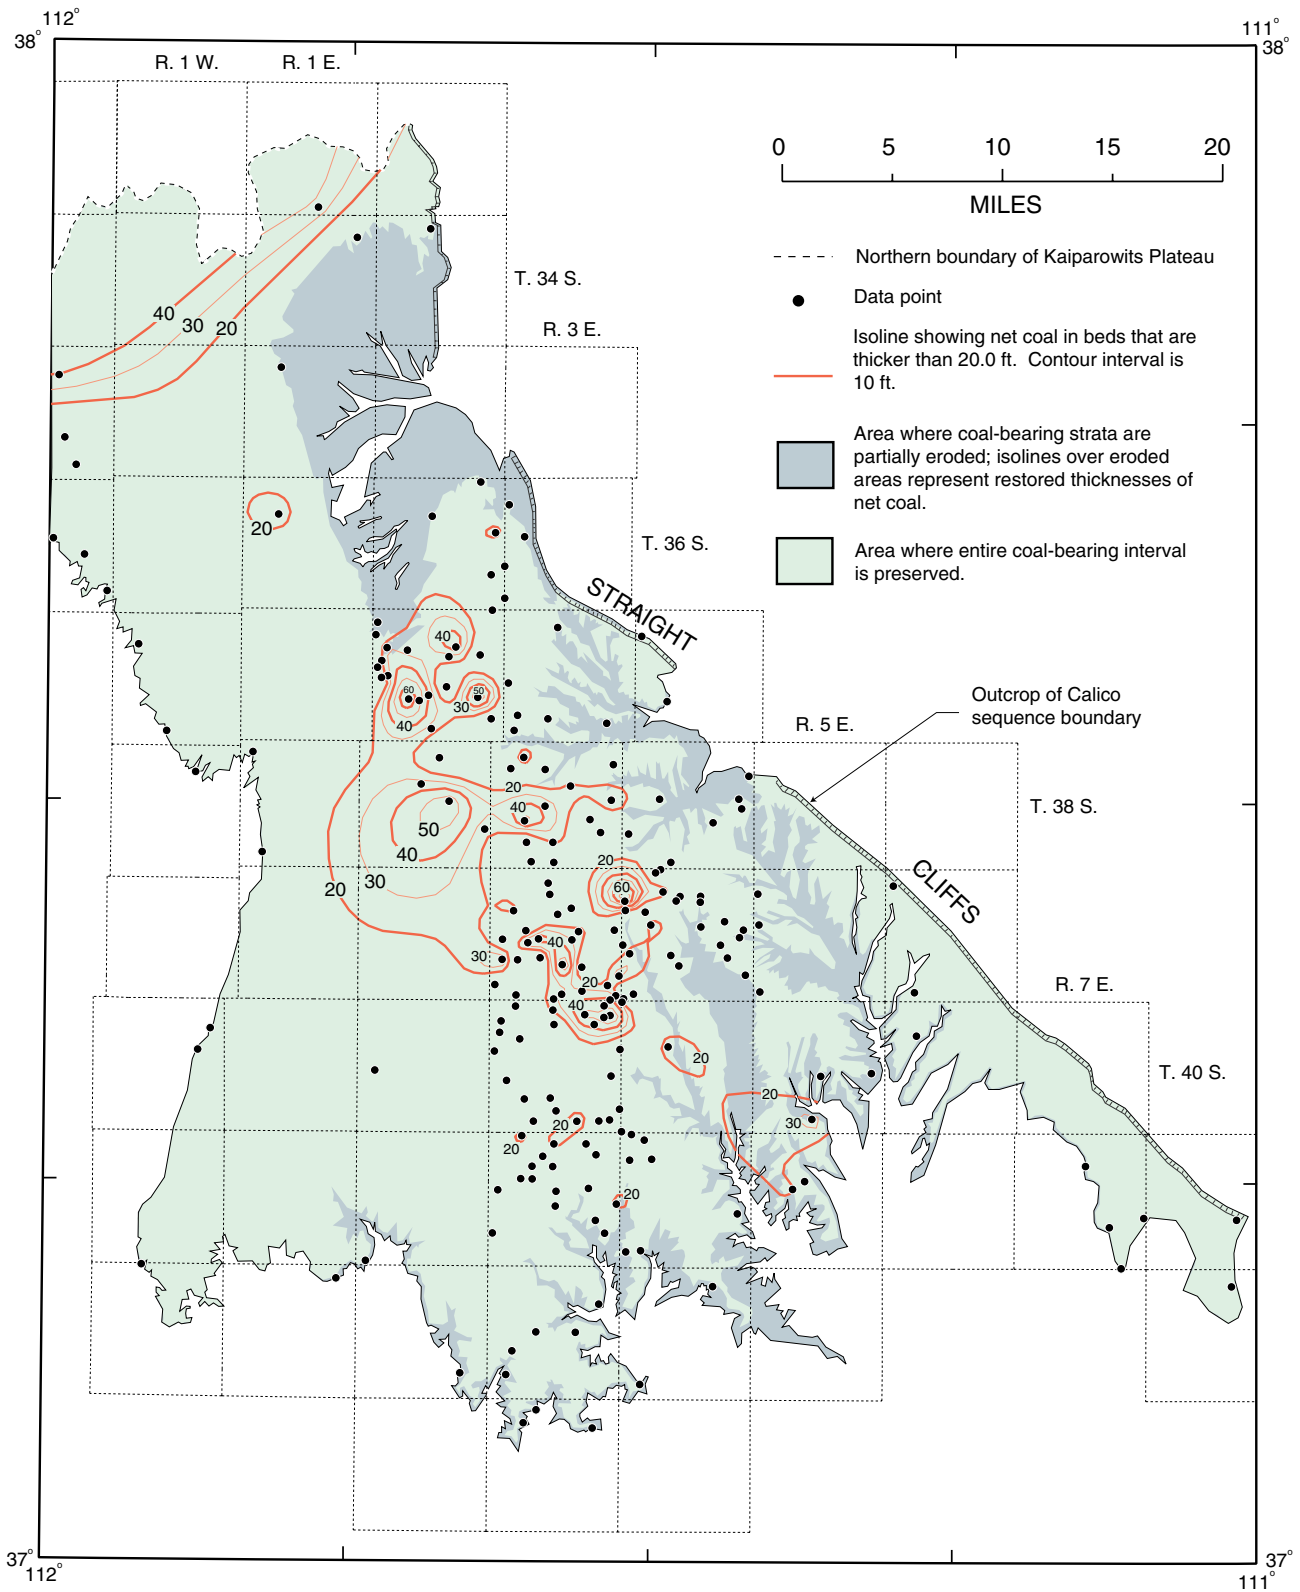 112°
111°
38°
38°
R. 1 W.
R. 1 E.
0 5 10 15 20
MILES
Northern boundary of Kaiparowits Plateau
Data point
Isoline showing net coal in beds that are
thicker than 20.0 ft. Contour interval is
10 ft.
Area where coal-bearing strata are
partially eroded; isolines over eroded
areas represent restored thicknesses of
net coal.
Area where entire coal-bearing interval
is preserved.
T. 34 S.
R. 3 E.
40
30
20
20
T. 36 S.
STRAIGHT
40
60
50
30
40
Outcrop of Calico
sequence boundary
R. 5 E.
20
40
T. 38 S.
50
40
30
20
20
60
CLIFFS
40
30
20
40
R. 7 E.
20
T. 40 S.
20
30
20
20
20
37°
37°
112°
111°